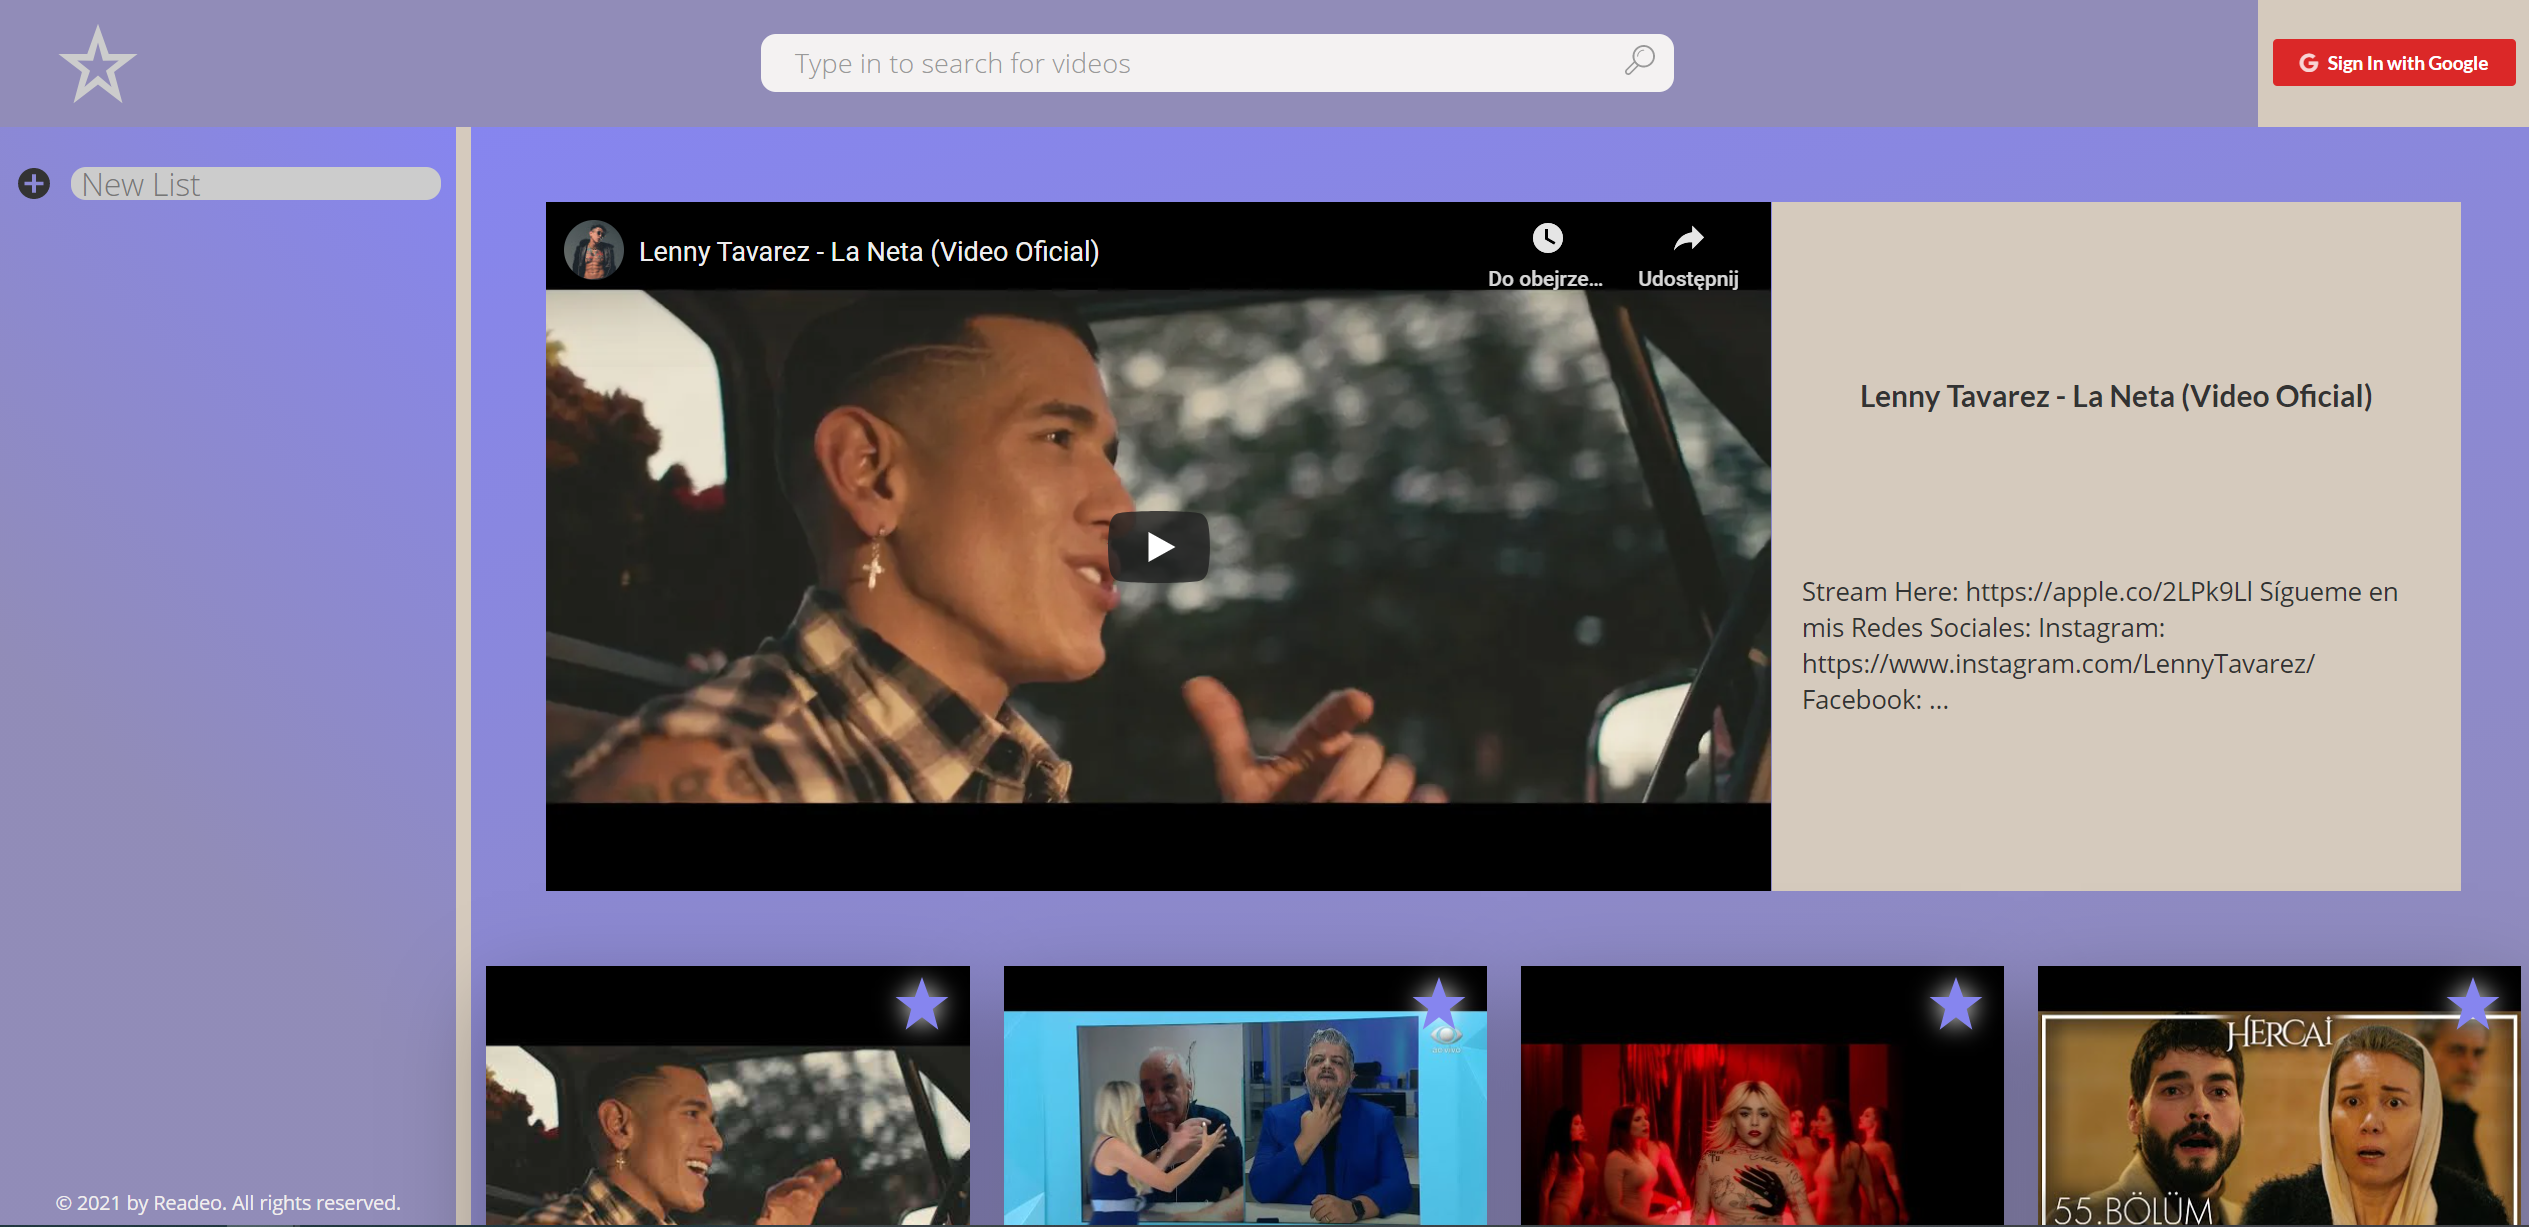 Type in to search for videos
Sign In with Google
New List
Lenny Tavarez - La Neta (Video Oficial)
Do obejrze...
Udostępnij
Lenny Tavarez - La Neta (Video Oficial)
Stream Here: https://apple.co/2LPk9Ll Sígueme en
mis Redes Sociales: Instagram:
https://www.instagram.com/LennyTavarez/
Facebook: ...
AO VIVO
HERCAİ
55.BÖLÜM
© 2021 by Readeo. All rights reserved.